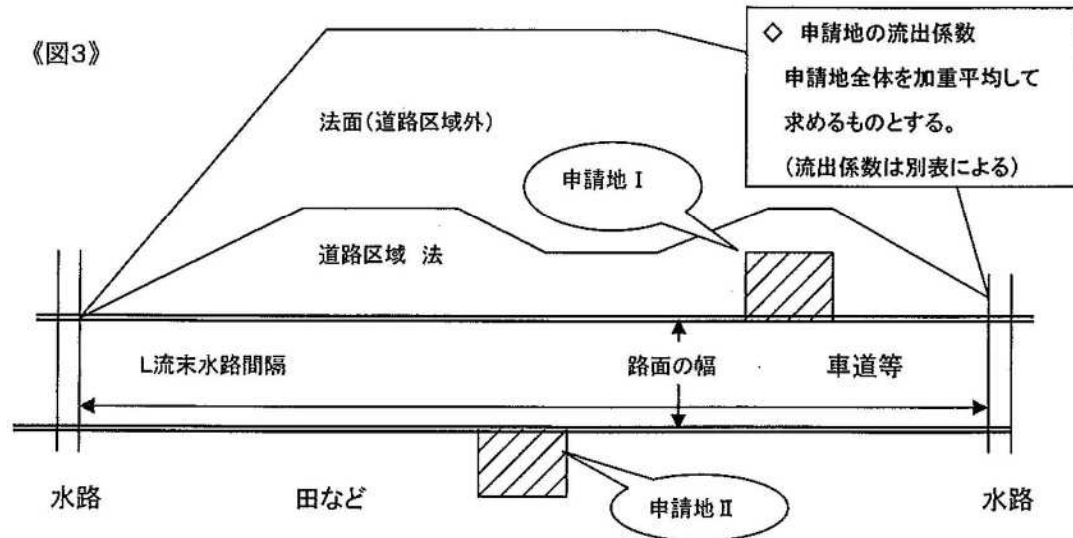 《図3》
◇ 申請地の流出係数
申請地全体を加重平均して
求めるものとする。
(流出係数は別表による)
法面(道路区域外)
申請地Ⅰ
道路区域 法
L流末水路間隔
路面の幅
車道等
水路
田など
申請地Ⅱ
水路